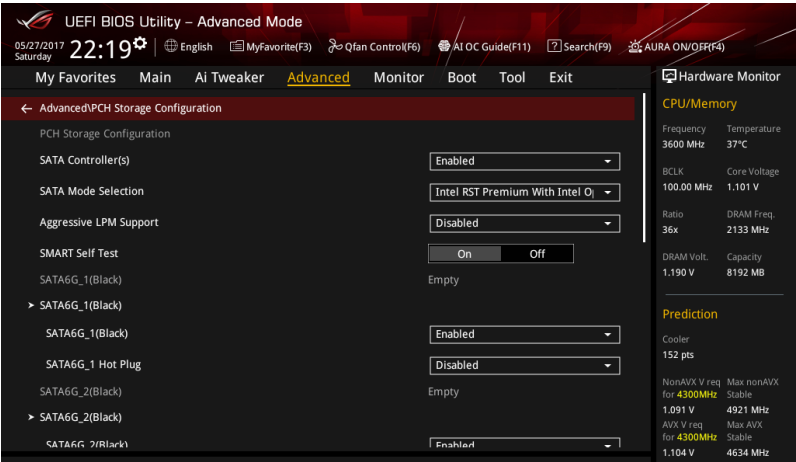 UEFI BIOS Utility – Advanced Mode
05/27/2017 Saturday 22:19 English MyFavorite(F3) Qfan Control(F6) AI OC Guide(F11) ? Search(F9) AURA ON/OFF(F4)
My Favorites Main Ai Tweaker Advanced Monitor Boot Tool Exit
← Advanced\PCH Storage Configuration
PCH Storage Configuration
SATA Controller(s) Enabled
SATA Mode Selection Intel RST Premium With Intel O
Aggressive LPM Support Disabled
SMART Self Test On Off
SATA6G_1(Black) Empty
> SATA6G_1(Black)
SATA6G_1(Black) Enabled
SATA6G_1 Hot Plug Disabled
SATA6G_2(Black) Empty
> SATA6G_2(Black)
SATA6G_2(Black) Enabled
Hardware Monitor
CPU/Memory
Frequency Temperature
3600 MHz 37°C
BCLK Core Voltage
100.00 MHz 1.101 V
Ratio DRAM Freq.
36x 2133 MHz
DRAM Volt. Capacity
1.190 V 8192 MB
Prediction
Cooler
152 pts
NonAVX V req Max nonAVX
for 4300MHz Stable
1.091 V 4921 MHz
AVX V req Max AVX
for 4300MHz Stable
1.104 V 4634 MHz